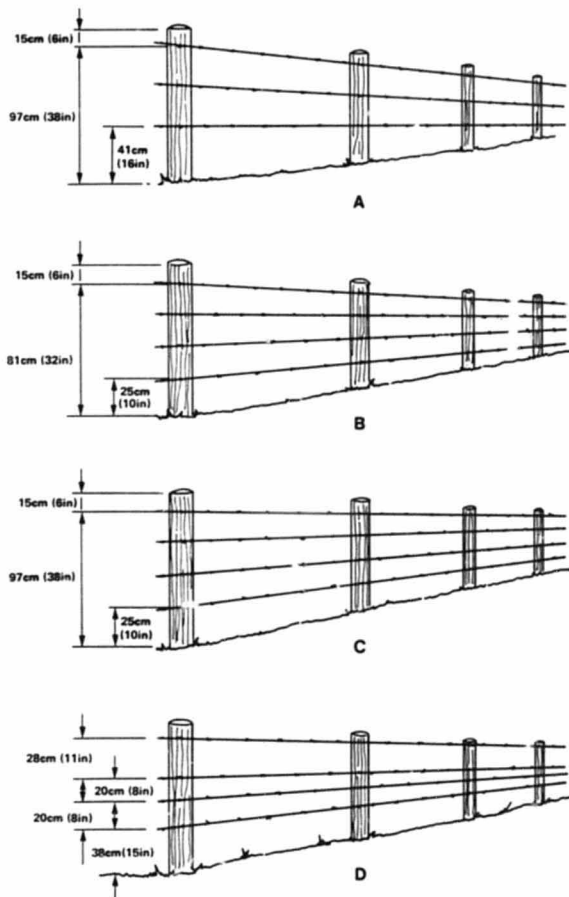 15cm (6in)
97cm (38in)
41cm
(16in)
A
15cm (6in)
81cm (32in)
25cm
(10in)
B
15cm (6in)
97cm (38in)
25cm
(10in)
C
28cm (11in)
20cm (8in)
20cm (8in)
38cm(15in)
D